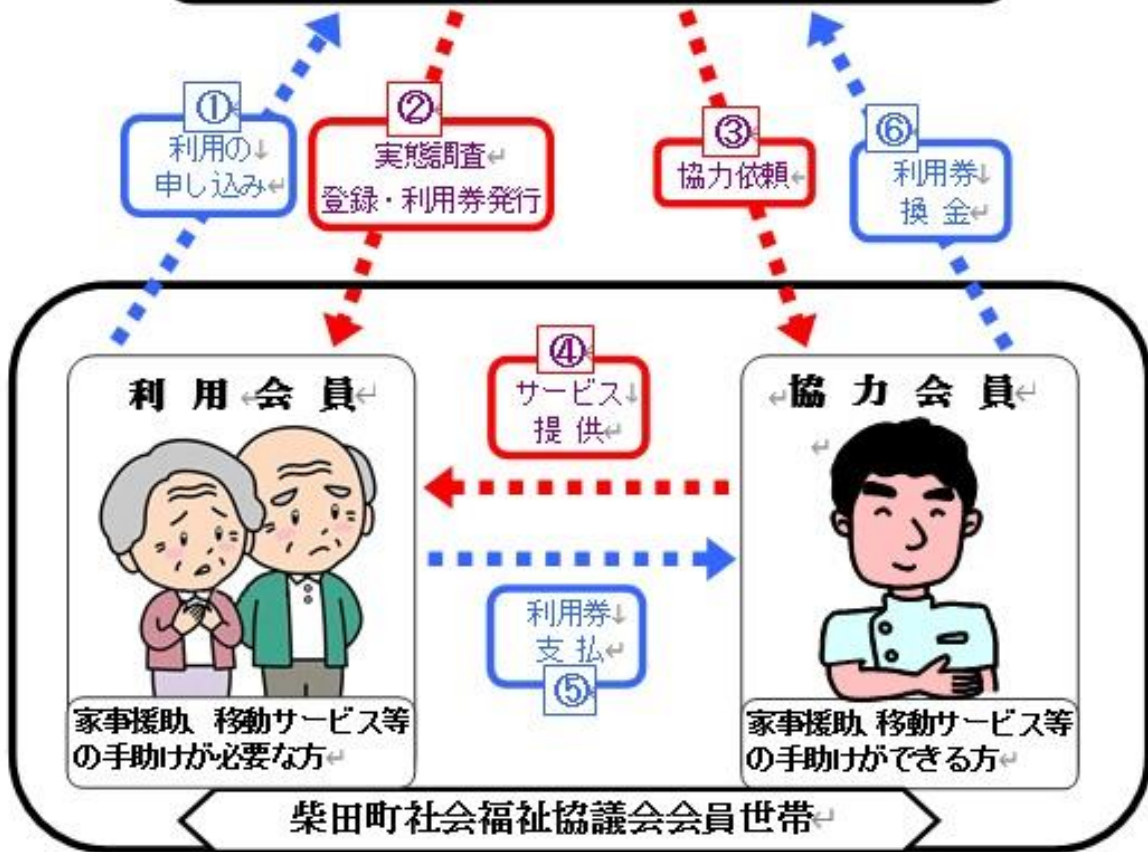 ①
利用の↓
申し込み↵
②
実態調査↵
登録・利用券発行
③
協力依頼↵
⑥
利用券↓
換 金↵
④
サービス↓
提 供↵
利 用 会 員↵
協 力 会 員↵
利用券↓
支 払↵
⑤
家事援助、移動サービス等
の手助けが必要な方↵
家事援助、移動サービス等
の手助けができる方↵
柴田町社会福祉協議会会員世帯↵